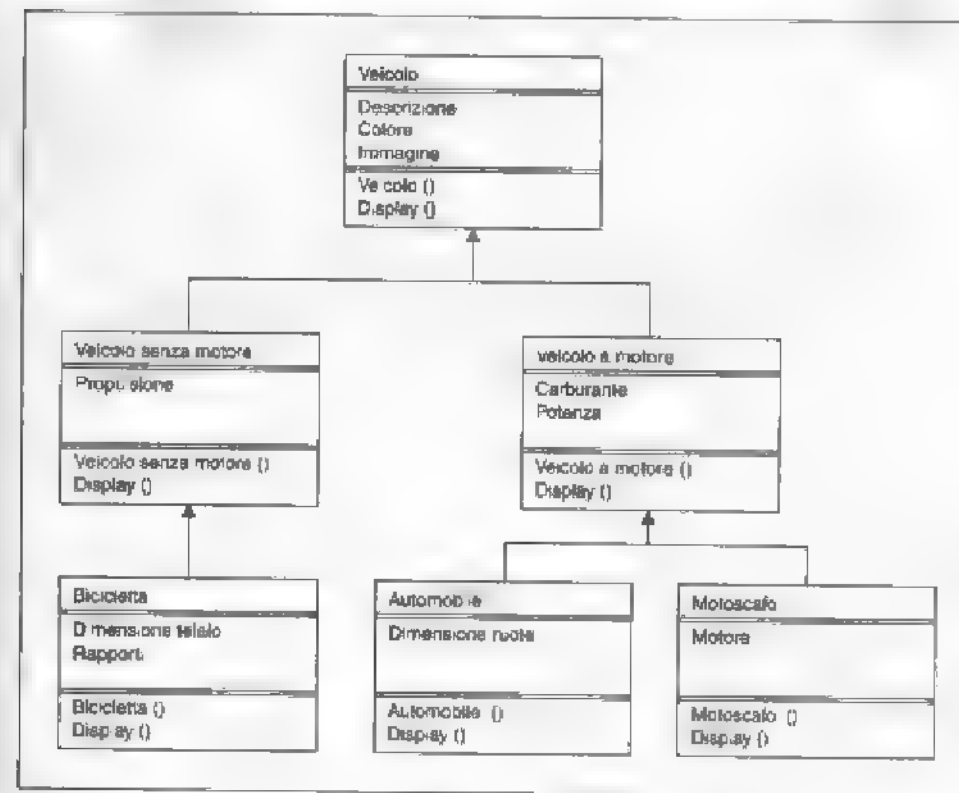 Veicolo
Descrizione
Colore
Immagine
Veicolo ()
Display ()
Veicolo senza motore
Propulsione
Veicolo senza motore ()
Display ()
veicolo a motore
Carburante
Potenza
Veicolo a motore ()
Display ()
Bicicletta
Dimensione telaio
Rapporti
Bicicletta ()
Display ()
Automobile
Dimensione ruote
Automobile ()
Display ()
Motoscafo
Motore
Motoscafo ()
Display ()